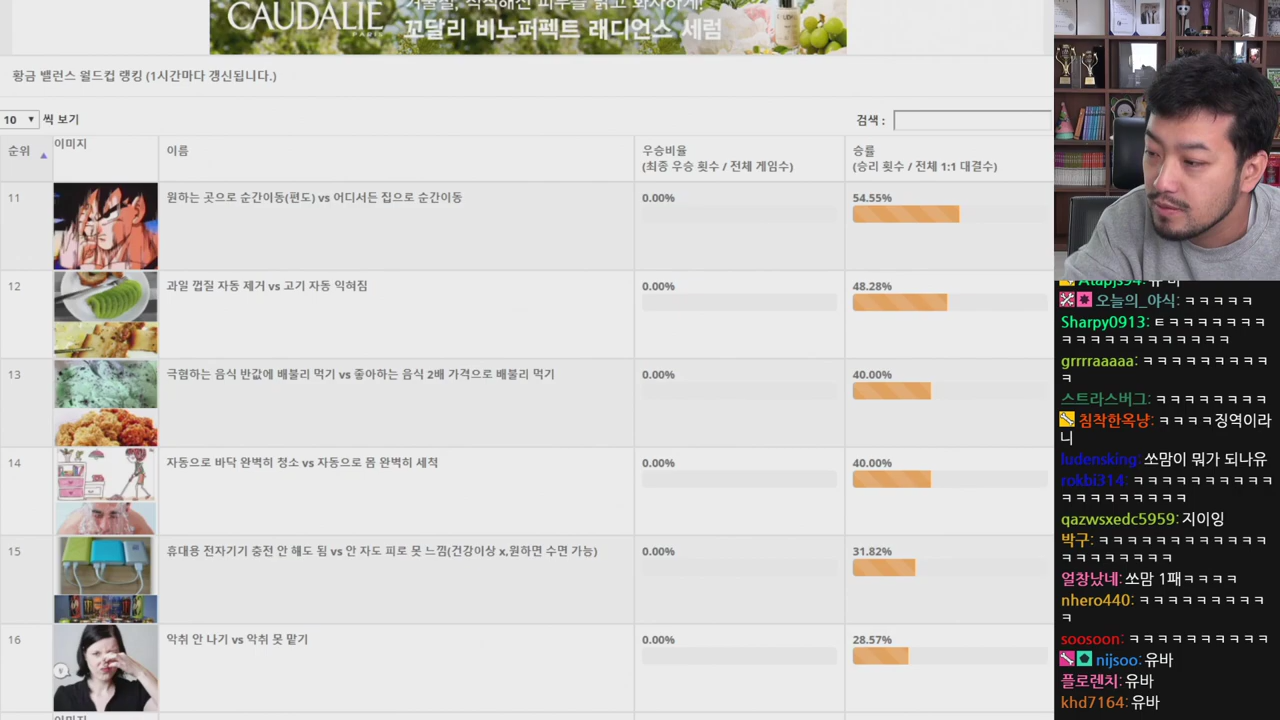 CAUDALIE
꼬달리 비노퍼펙트 래디언스 세럼
황금 밸런스 월드컵 랭킹 (1시간마다 갱신됩니다.)
10 ▼ 씩 보기
검색 :
순위 ▲ 이미지 이름 우승비율 (최종 우승 횟수 / 전체 게임수) 승률 (승리 횟수 / 전체 1:1 대결수)
11 원하는 곳으로 순간이동(편도) vs 어디서든 집으로 순간이동 0.00% 54.55%
12 과일 껍질 자동 제거 vs 고기 자동 익혀짐 0.00% 48.28%
13 극혐하는 음식 반값에 배불리 먹기 vs 좋아하는 음식 2배 가격으로 배불리 먹기 0.00% 40.00%
14 자동으로 바닥 완벽히 청소 vs 자동으로 몸 완벽히 세척 0.00% 40.00%
15 휴대용 전자기기 충전 안 해도 됨 vs 안 자도 피로 못 느낌(건강이상 x,원하면 수면 가능) 0.00% 31.82%
16 악취 안 나기 vs 악취 못 맡기 0.00% 28.57%
이미지
Atapjs94: 유바
오늘의_야식: ㅋㅋㅋㅋㅋ
Sharpy0913: ㅌㅋㅋㅋㅋㅋㅋㅋ
ㅋㅋㅋㅋㅋㅋㅋㅋㅋㅋㅋㅋ
grrrraaaaa: ㅋㅋㅋㅋㅋㅋㅋㅋㅋ
ㅋ
스트라스버그: ㅋㅋㅋㅋㅋㅋㅋㅋ
침착한옥냥: ㅋㅋㅋㅋ징역이라
니
ludensking: 쏘맘이 뭐가 되나유
rokbi314: ㅋㅋㅋㅋㅋㅋㅋㅋㅋㅋ
ㅋㅋㅋㅋㅋㅋㅋㅋㅋ
qazwsxedc5959: 지이잉
박구: ㅋㅋㅋㅋㅋㅋㅋㅋㅋㅋㅋㅋ
ㅋㅋㅋㅋㅋㅋㅋㅋ
얼창났네: 쏘맘 1패ㅋㅋㅋㅋ
nhero440: ㅋㅋㅋㅋㅋㅋㅋㅋㅋ
ㅋ
soosoon: ㅋㅋㅋㅋㅋㅋㅋㅋㅋㅋ
nijsoo: 유바
플로렌치: 유바
khd7164: 유바